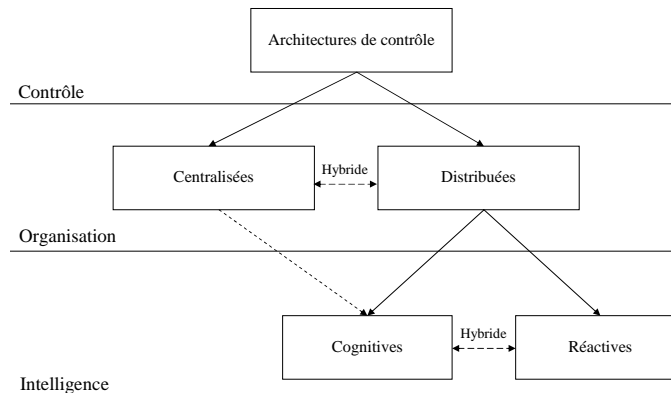 Architectures de contrôle
Contrôle
Hybride
Centralisées
Distribuées
Organisation
Hybride
Cognitives
Réactives
Intelligence